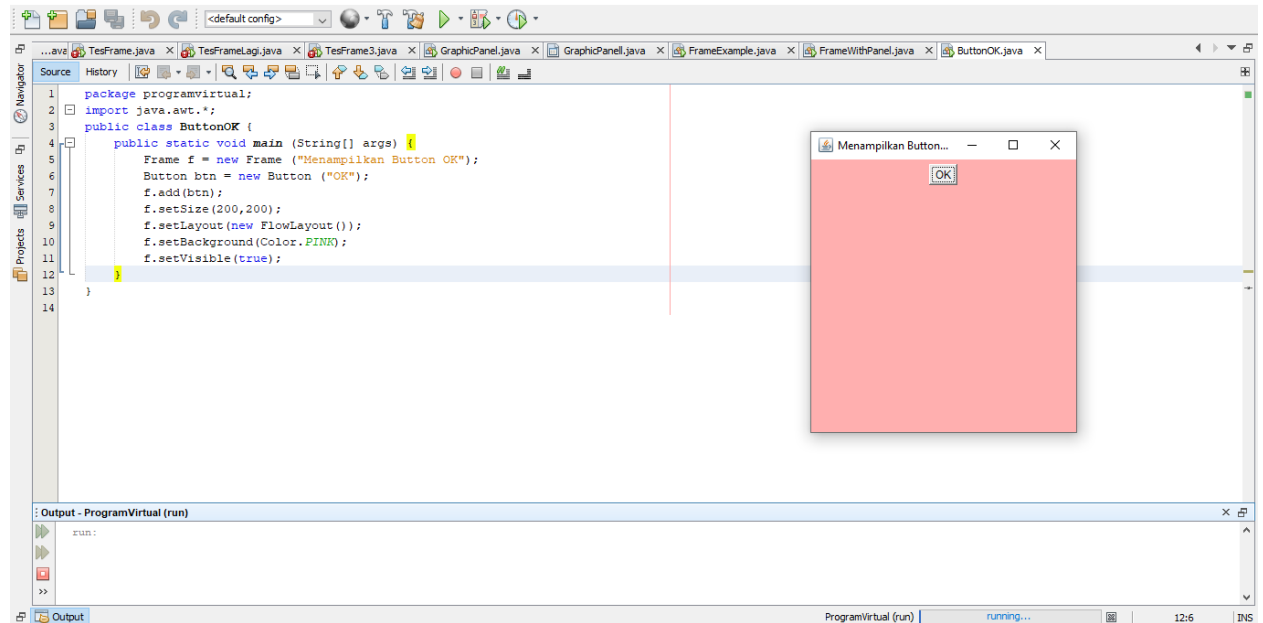 <default config>
...ava TesFrame.java TesFrameLagi.java TesFrame3.java GraphicPanel.java GraphicPanell.java FrameExample.java FrameWithPanel.java ButtonOK.java
Source History
Navigator
Services
Projects
1 package programvirtual;
2 import java.awt.*;
3 public class ButtonOK {
4 public static void main (String[] args) {
5 Frame f = new Frame ("Menampilkan Button OK");
6 Button btn = new Button ("OK");
7 f.add(btn);
8 f.setSize(200,200);
9 f.setLayout(new FlowLayout());
10 f.setBackground(Color.PINK);
11 f.setVisible(true);
12 }
13 }
14
Menampilkan Button...
OK
Output - ProgramVirtual (run)
run:
Output
ProgramVirtual (run) running... 12:6 INS